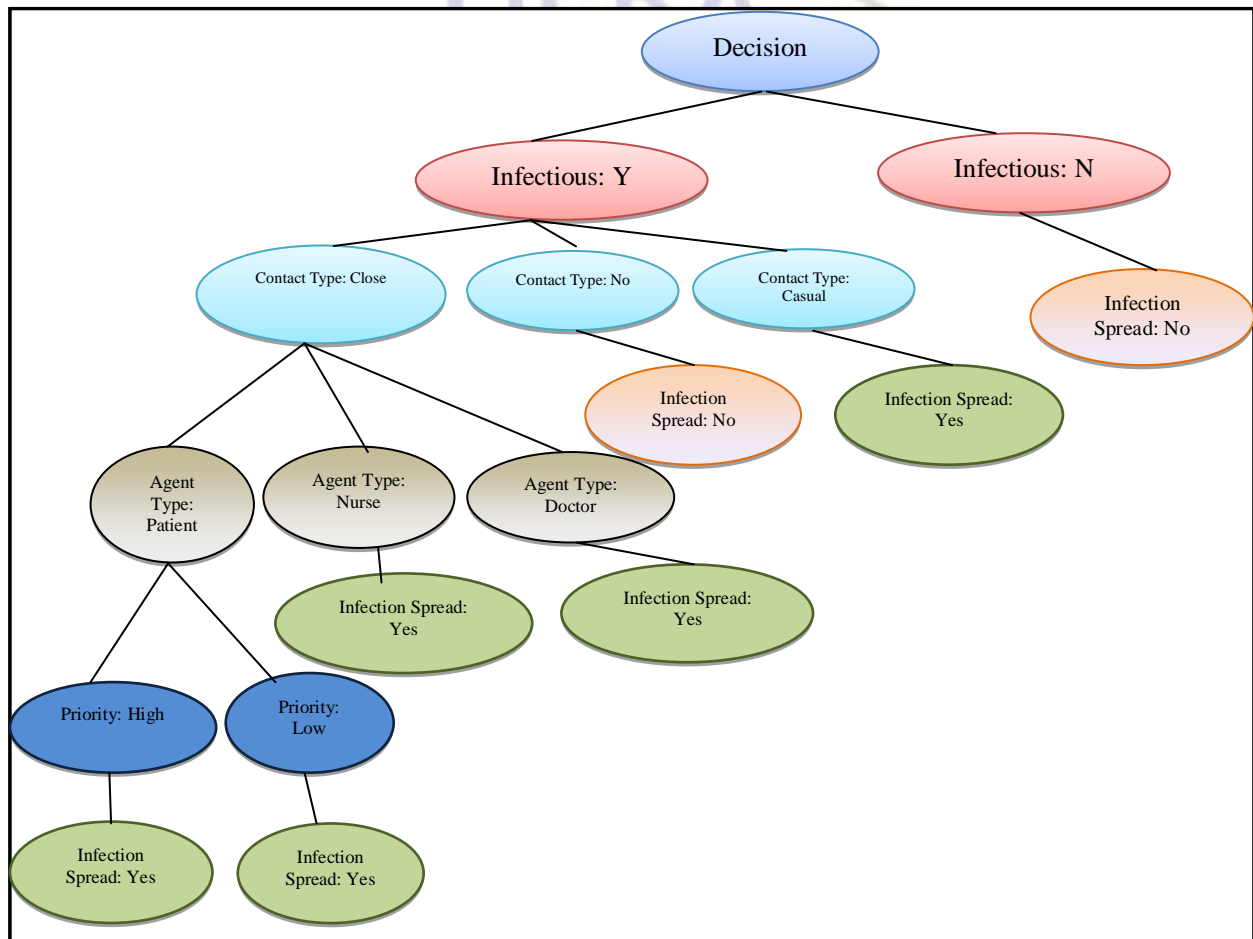 Decision
Infectious: Y
Infectious: N
Contact Type: Close
Contact Type: No
Contact Type:
Casual
Infection
Spread: No
Infection
Spread: No
Infection Spread:
Yes
Agent
Type:
Patient
Agent Type:
Nurse
Agent Type:
Doctor
Infection Spread:
Yes
Infection Spread:
Yes
Priority: High
Priority:
Low
Infection
Spread: Yes
Infection
Spread: Yes